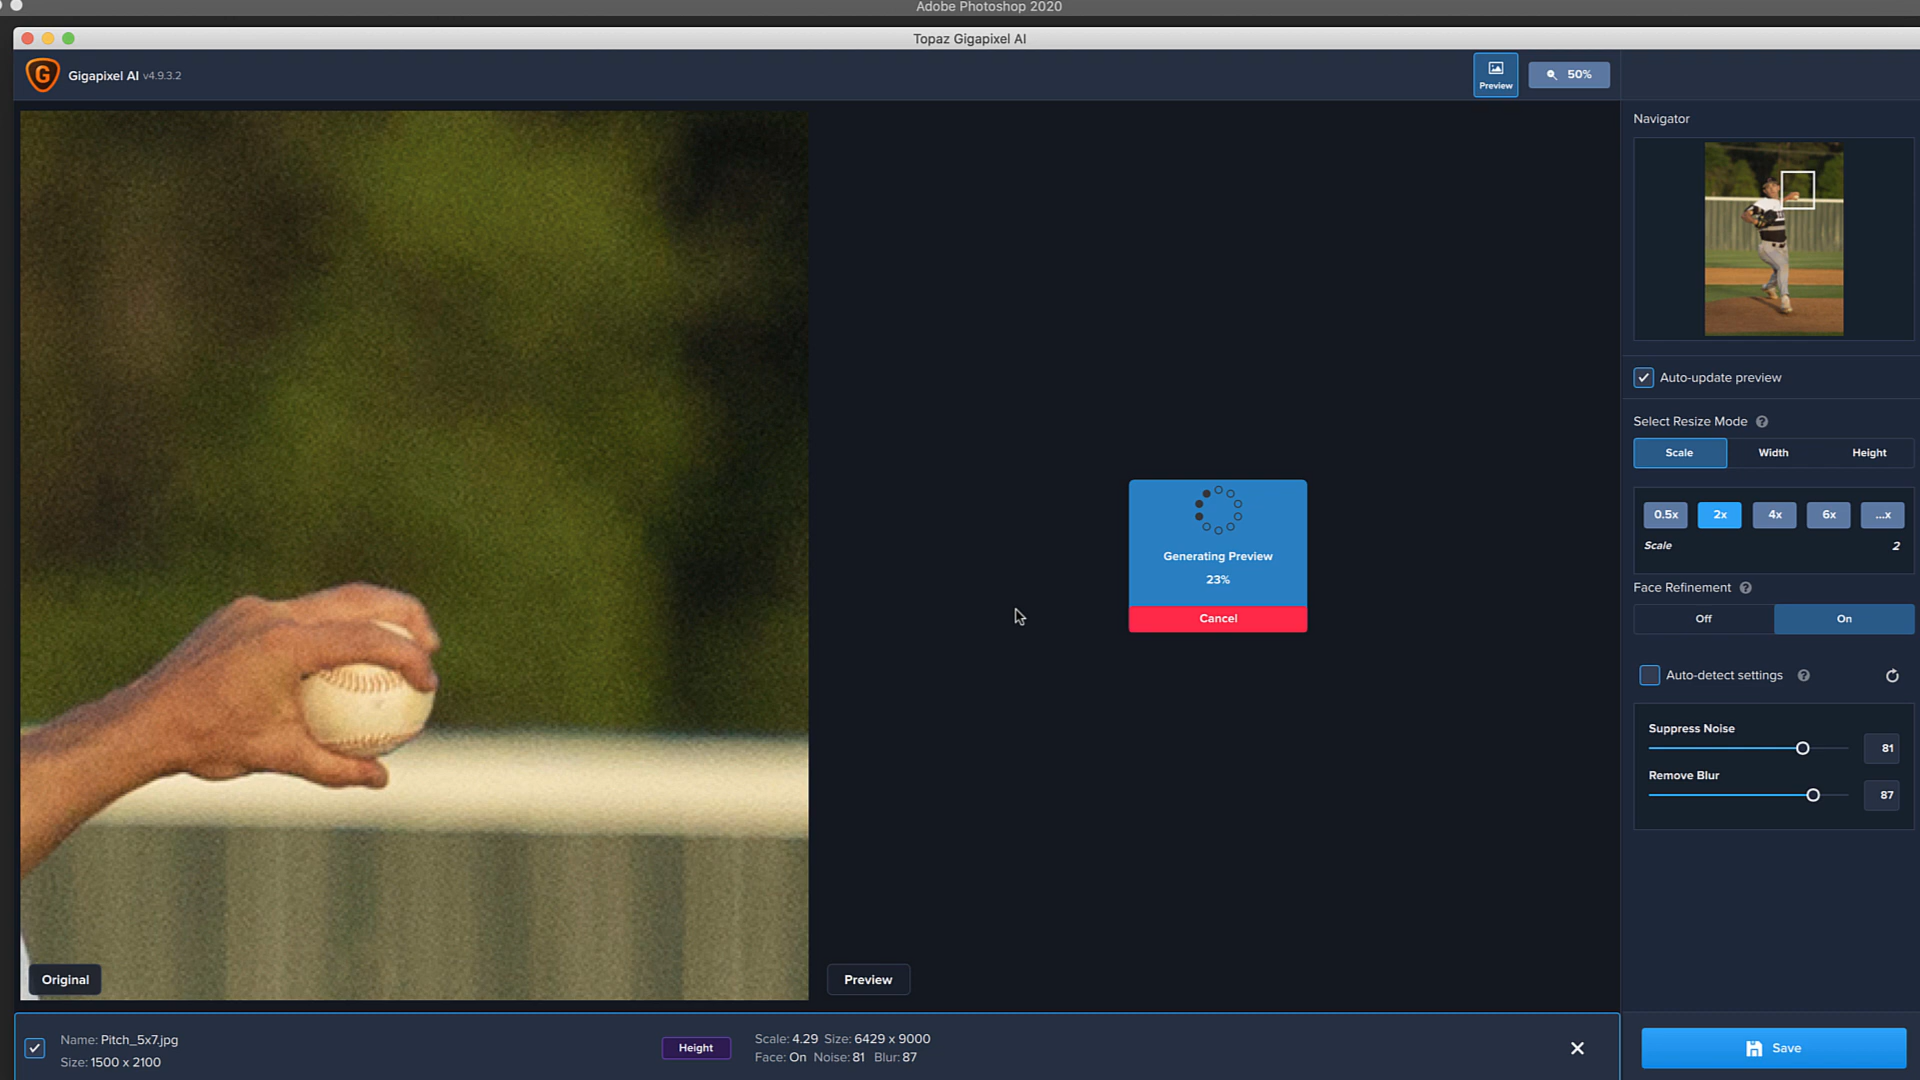 Adobe Photoshop 2020
Topaz Gigapixel AI
G Gigapixel AI v4.9.3.2
Preview
50%
Navigator
Auto-update preview
Select Resize Mode ?
Scale Width Height
0.5x 2x 4x 6x ...x
Scale 2
Face Refinement ?
Off On
Auto-detect settings ?
Suppress Noise
81
Remove Blur
87
Generating Preview
23%
Cancel
Original
Preview
Name: Pitch_5x7.jpg
Size: 1500 x 2100
Height
Scale: 4.29 Size: 6429 x 9000
Face: On Noise: 81 Blur: 87
Save